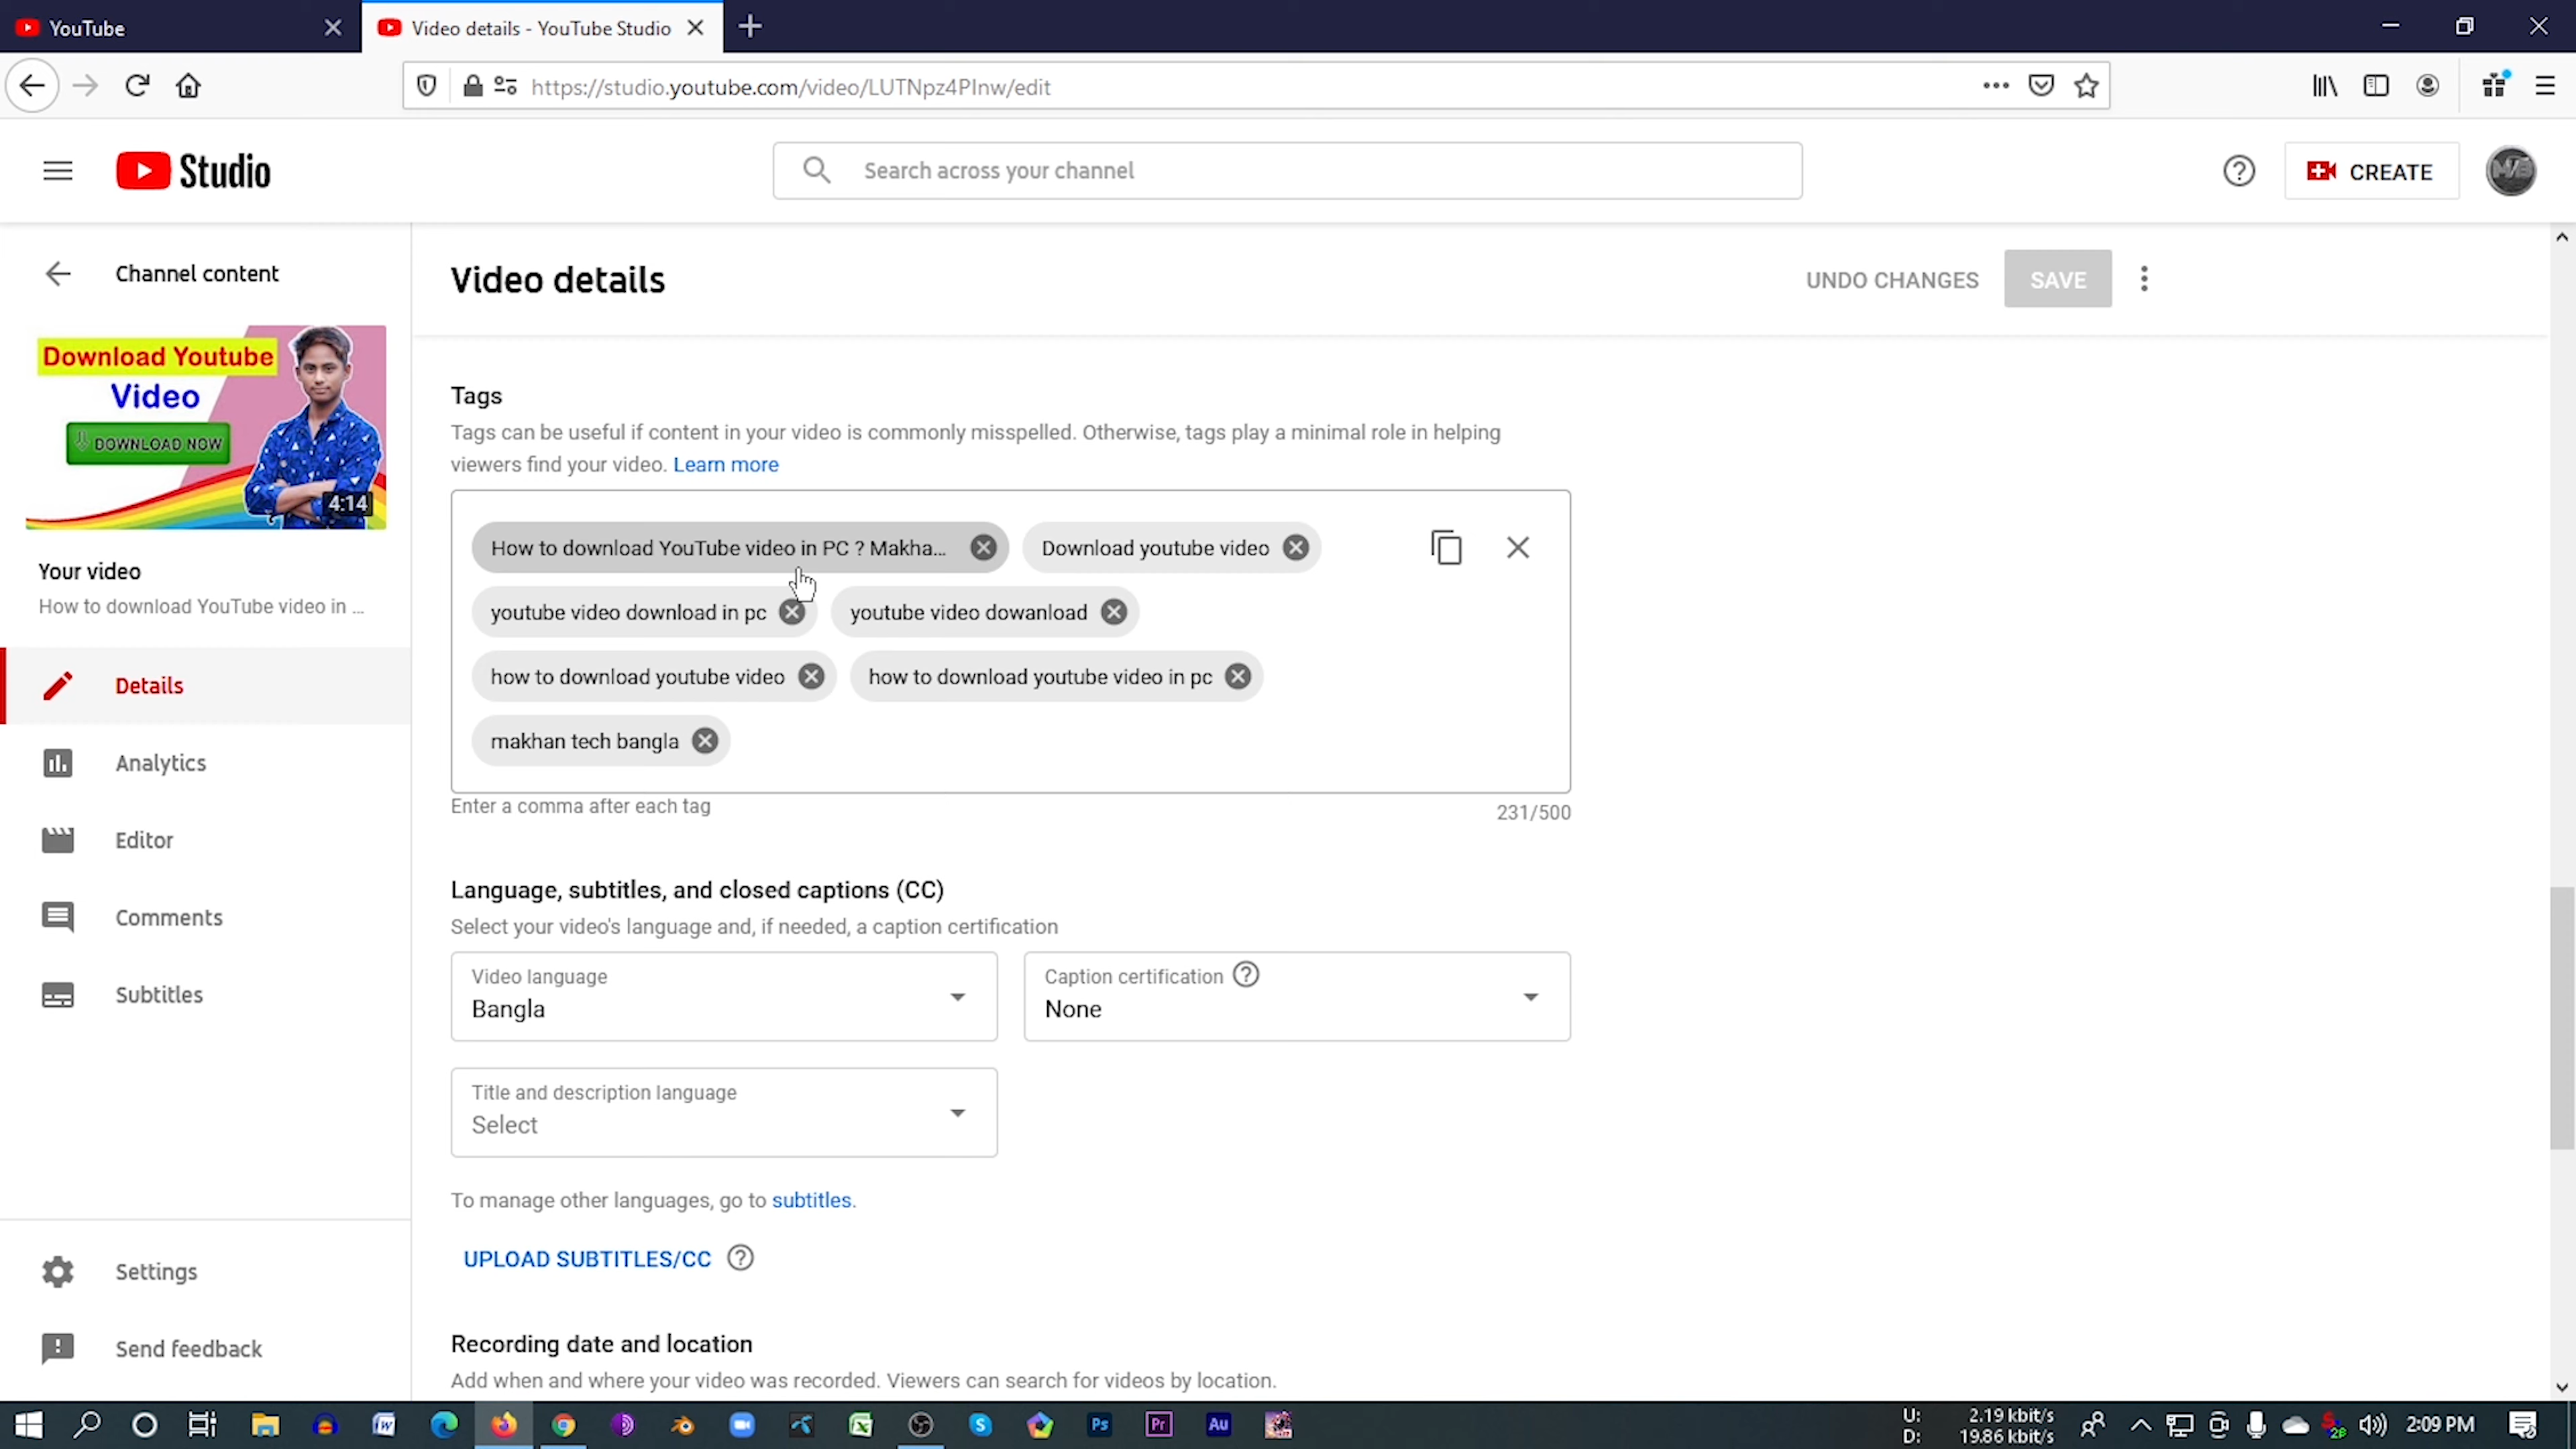 YouTube
Video details - YouTube Studio
https://studio.youtube.com/video/LUTNpz4PInw/edit
Studio
Search across your channel
CREATE
Channel content
Video details
UNDO CHANGES
SAVE
Download Youtube
Video
DOWNLOAD NOW
4:14
Your video
How to download YouTube video in ...
Details
Analytics
Editor
Comments
Subtitles
Settings
Send feedback
Tags
Tags can be useful if content in your video is commonly misspelled. Otherwise, tags play a minimal role in helping
viewers find your video. Learn more
How to download YouTube video in PC ? Makha...
Download youtube video
youtube video download in pc
youtube video dowanload
how to download youtube video
how to download youtube video in pc
makhan tech bangla
Enter a comma after each tag
231/500
Language, subtitles, and closed captions (CC)
Select your video's language and, if needed, a caption certification
Video language
Bangla
Caption certification
None
Title and description language
Select
To manage other languages, go to subtitles.
UPLOAD SUBTITLES/CC
Recording date and location
Add when and where your video was recorded. Viewers can search for videos by location.
U: 2.19 kbit/s
D: 19.86 kbit/s
2:09 PM